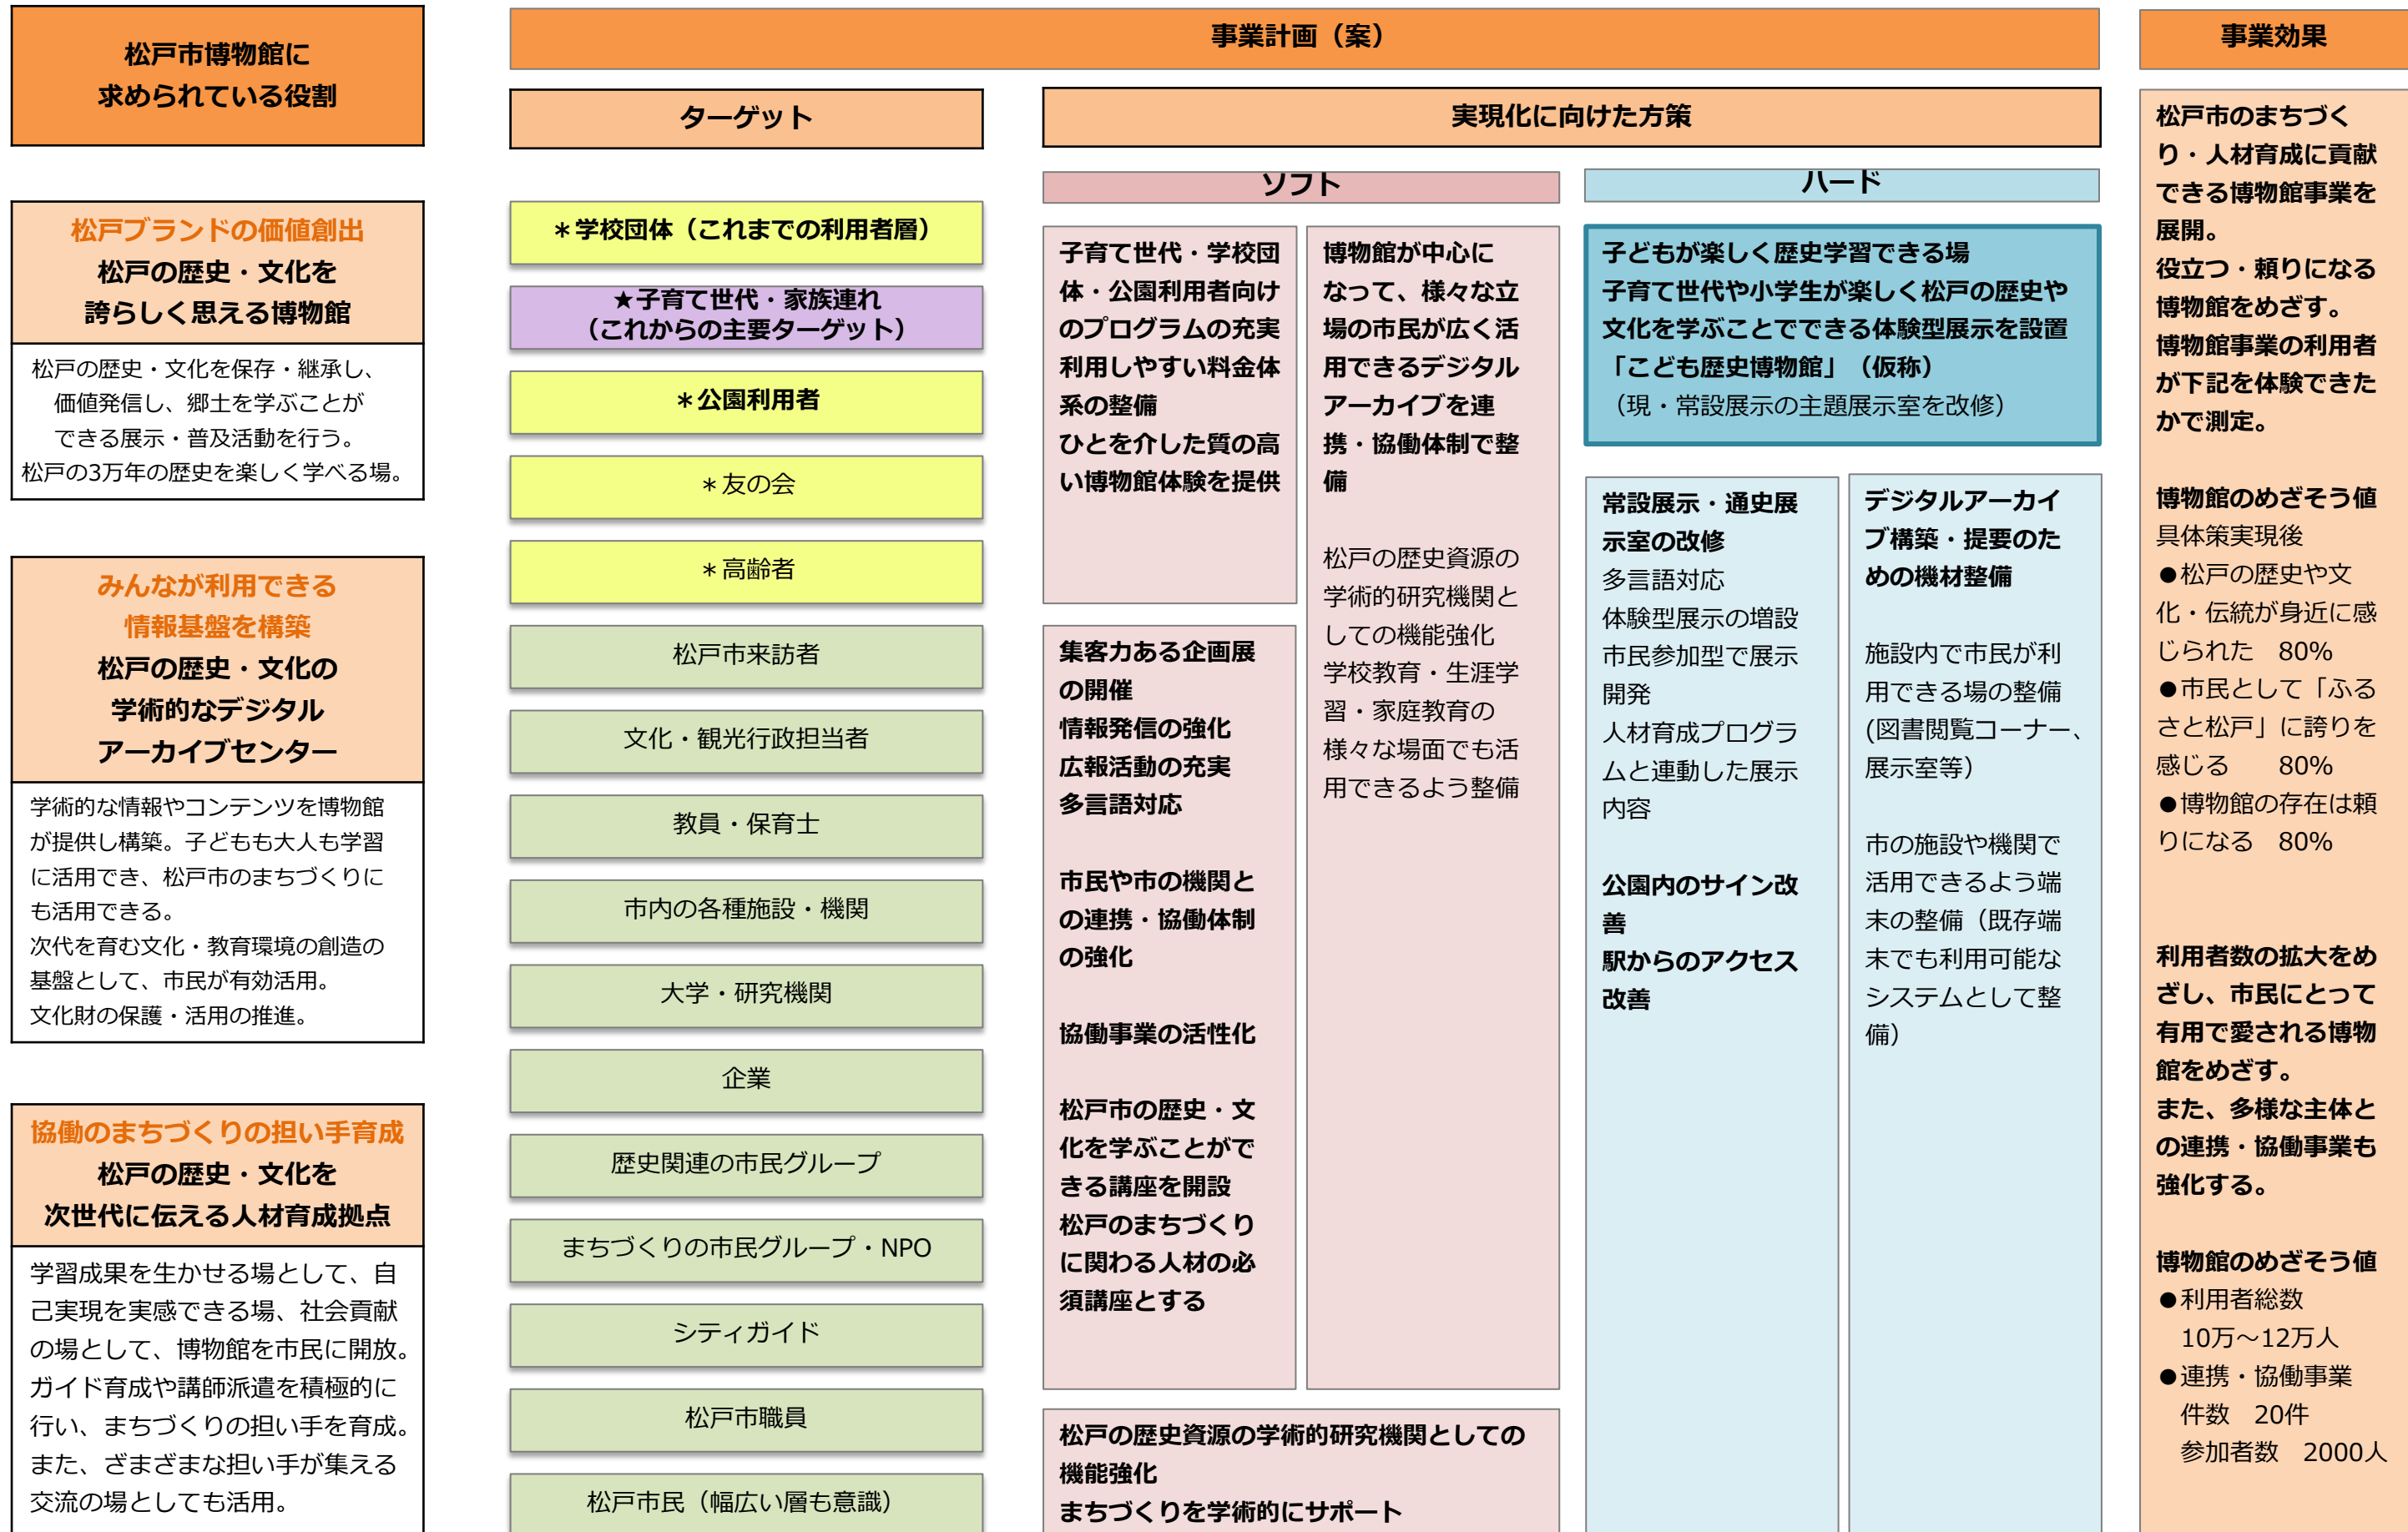 松戸市博物館に
求められている役割
松戸ブランドの価値創出
松戸の歴史・文化を
誇らしく思える博物館
松戸の歴史・文化を保存・継承し、
価値発信し、郷土を学ぶことが
できる展示・普及活動を行う。
松戸の3万年の歴史を楽しく学べる場。
みんなが利用できる
情報基盤を構築
松戸の歴史・文化の
学術的なデジタル
アーカイブセンター
学術的な情報やコンテンツを博物館
が提供し構築。子どもも大人も学習
に活用でき、松戸市のまちづくりに
も活用できる。
次代を育む文化・教育環境の創造の
基盤として、市民が有効活用。
文化財の保護・活用の推進。
協働のまちづくりの担い手育成
松戸の歴史・文化を
次世代に伝える人材育成拠点
学習成果を生かせる場として、自
己実現を実感できる場、社会貢献
の場として、博物館を市民に開放。
ガイド育成や講師派遣を積極的に
行い、まちづくりの担い手を育成。
また、ざまざまな担い手が集える
交流の場としても活用。
事業計画（案）
ターゲット
＊学校団体（これまでの利用者層）
★子育て世代・家族連れ
（これからの主要ターゲット）
＊公園利用者
＊友の会
＊高齢者
松戸市来訪者
文化・観光行政担当者
教員・保育士
市内の各種施設・機関
大学・研究機関
企業
歴史関連の市民グループ
まちづくりの市民グループ・NPO
シティガイド
松戸市職員
松戸市民（幅広い層も意識）
実現化に向けた方策
ソフト
子育て世代・学校団
体・公園利用者向け
のプログラムの充実
利用しやすい料金体
系の整備
ひとを介した質の高
い博物館体験を提供
集客力ある企画展
の開催
情報発信の強化
広報活動の充実
多言語対応
市民や市の機関と
の連携・協働体制
の強化
協働事業の活性化
松戸市の歴史・文
化を学ぶことがで
きる講座を開設
松戸のまちづくり
に関わる人材の必
須講座とする
博物館が中心に
なって、様々な立
場の市民が広く活
用できるデジタル
アーカイブを連
携・協働体制で整
備
松戸の歴史資源の
学術的研究機関と
しての機能強化
学校教育・生涯学
習・家庭教育の
様々な場面でも活
用できるよう整備
松戸の歴史資源の学術的研究機関としての
機能強化
まちづくりを学術的にサポート
ハード
子どもが楽しく歴史学習できる場
子育て世代や小学生が楽しく松戸の歴史や
文化を学ぶことでできる体験型展示を設置
「こども歴史博物館」（仮称）
（現・常設展示の主題展示室を改修）
常設展示・通史展
示室の改修
多言語対応
体験型展示の増設
市民参加型で展示
開発
人材育成プログラ
ムと連動した展示
内容
公園内のサイン改
善
駅からのアクセス
改善
デジタルアーカイ
ブ構築・提要のた
めの機材整備
施設内で市民が利
用できる場の整備
(図書閲覧コーナー、
展示室等）
市の施設や機関で
活用できるよう端
末の整備（既存端
末でも利用可能な
システムとして整
備）
事業効果
松戸市のまちづく
り・人材育成に貢献
できる博物館事業を
展開。
役立つ・頼りになる
博物館をめざす。
博物館事業の利用者
が下記を体験できた
かで測定。
博物館のめざそう値
具体策実現後
●松戸の歴史や文
化・伝統が身近に感
じられた　80%
●市民として「ふる
さと松戸」に誇りを
感じる　　80%
●博物館の存在は頼
りになる　80%
利用者数の拡大をめ
ざし、市民にとって
有用で愛される博物
館をめざす。
また、多様な主体と
の連携・協働事業も
強化する。
博物館のめざそう値
●利用者総数
10万～12万人
●連携・協働事業
件数　20件
参加者数　2000人